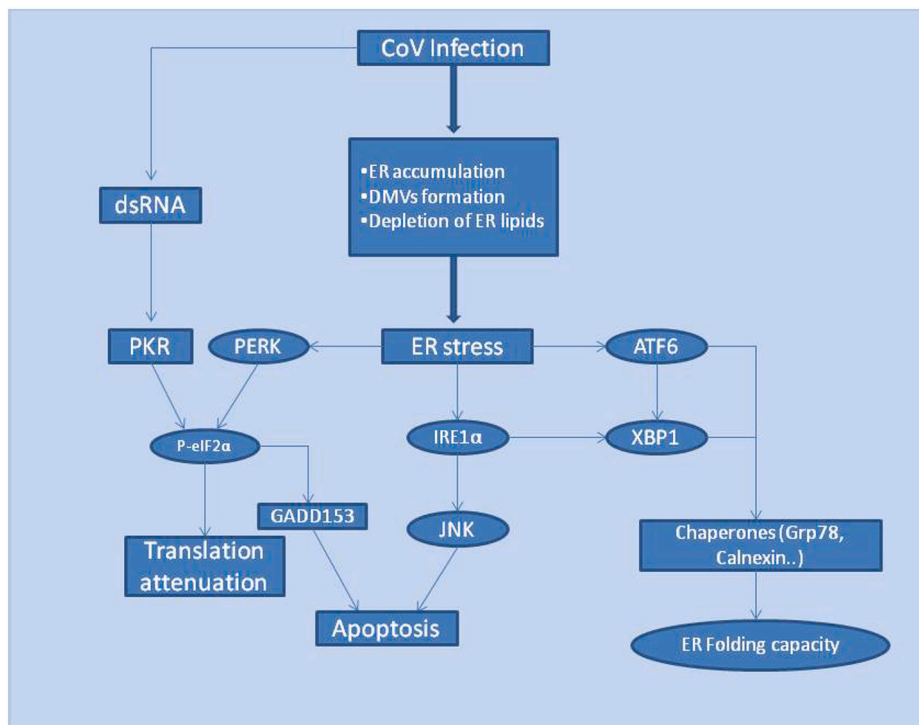 CoV Infection
▪ER accumulation
▪DMVs formation
▪Depletion of ER lipids
dsRNA
PKR
PERK
ER stress
ATF6
P-eIF2α
IRE1α
XBP1
GADD153
JNK
Translation
attenuation
Chaperones (Grp78,
Calnexin..)
Apoptosis
ER Folding capacity